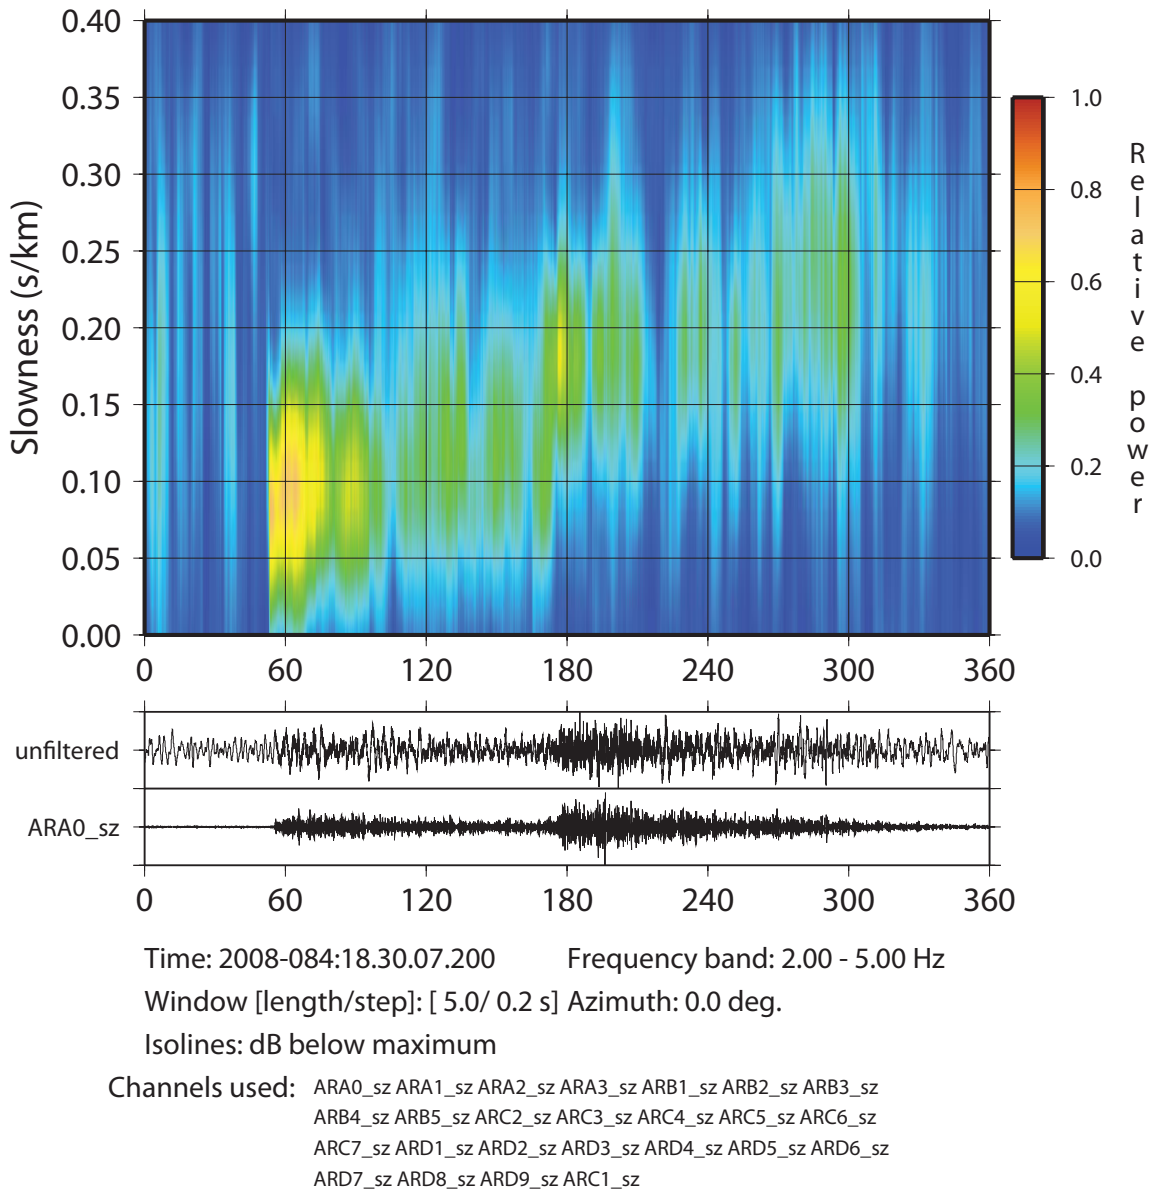 0.40
0.35
0.30
0.25
0.20
0.15
0.10
0.05
0.00
Slowness (s/km)
0 60 120 180 240 300 360
1.0
0.8
0.6
0.4
0.2
0.0
Relative power
unfiltered
ARA0_sz
0 60 120 180 240 300 360
Time: 2008-084:18.30.07.200 Frequency band: 2.00 - 5.00 Hz
Window [length/step]: [ 5.0/ 0.2 s] Azimuth: 0.0 deg.
Isolines: dB below maximum
Channels used: ARA0_sz ARA1_sz ARA2_sz ARA3_sz ARB1_sz ARB2_sz ARB3_sz
ARB4_sz ARB5_sz ARC2_sz ARC3_sz ARC4_sz ARC5_sz ARC6_sz
ARC7_sz ARD1_sz ARD2_sz ARD3_sz ARD4_sz ARD5_sz ARD6_sz
ARD7_sz ARD8_sz ARD9_sz ARC1_sz